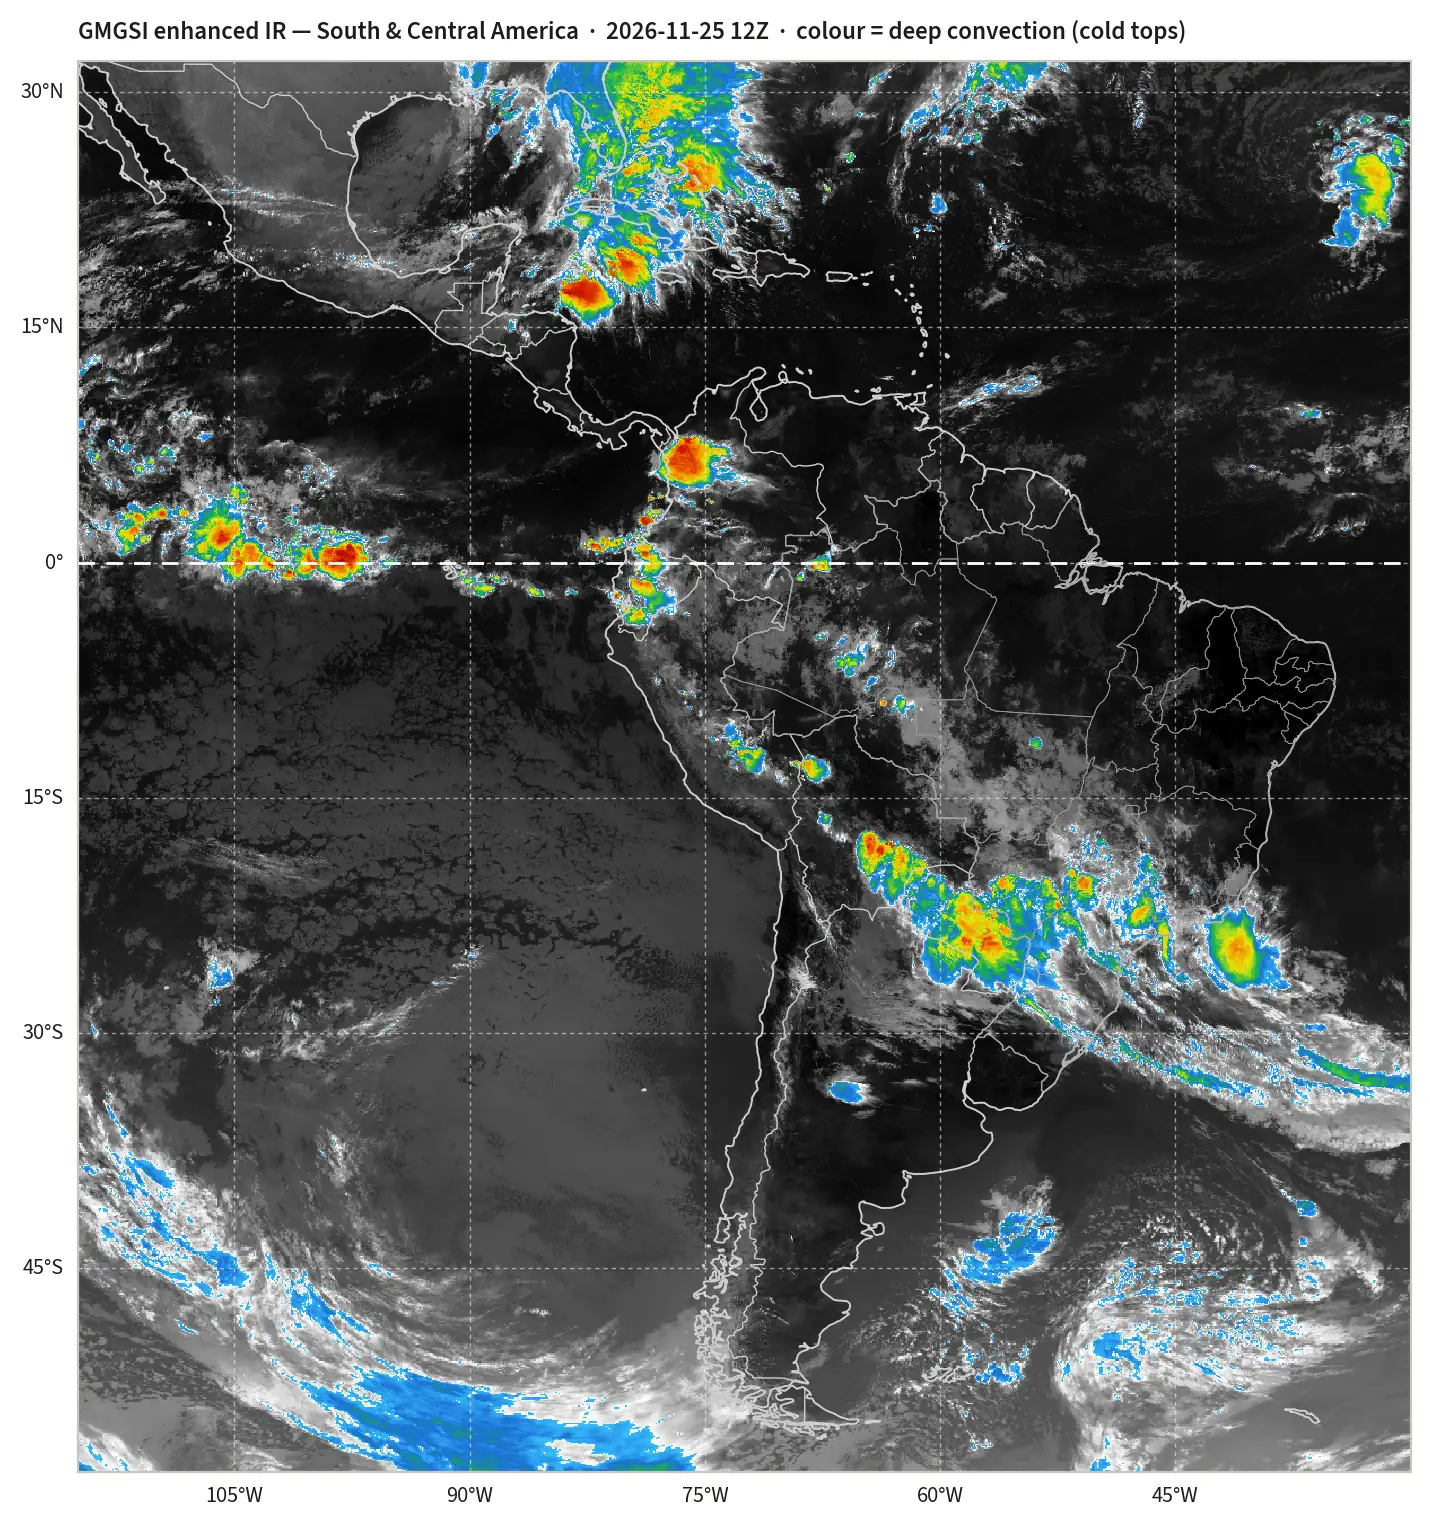 GMGSI enhanced IR — South & Central America · 2026-11-25 12Z · colour = deep convection (cold tops)
30°N
15°N
0°
15°S
30°S
45°S
105°W
90°W
75°W
60°W
45°W